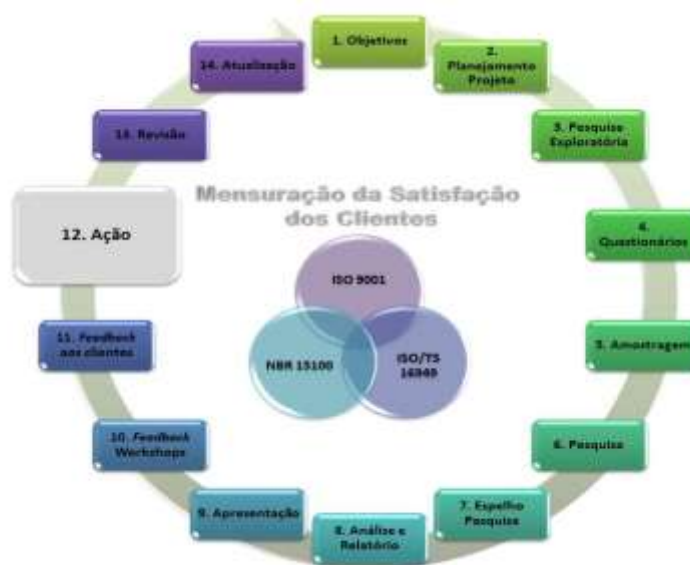 1. Objetivos
2.
Planejamento
Projeto
3. Pesquisa
Exploratória
4.
Questionários
5. Amostragem
6. Pesquisa
7. Espelho
Pesquisa
8. Análise e
Relatório
9. Apresentação
10. Feedback
Workshops
11. Feedback
aos clientes
12. Ação
13. Revisão
14. Atualização
Mensuração da Satisfação
dos Clientes
ISO 9001
NBR 15100
ISO/TS
16949